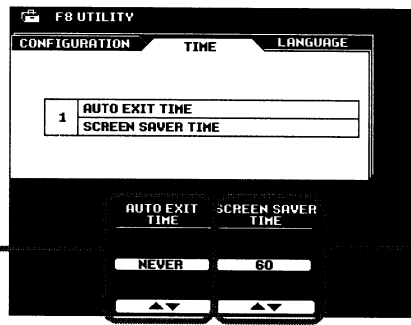 F8 UTILITY
CONFIGURATION TIME LANGUAGE
1 AUTO EXIT TIME
SCREEN SAVER TIME
AUTO EXIT TIME
SCREEN SAVER TIME
NEVER 60